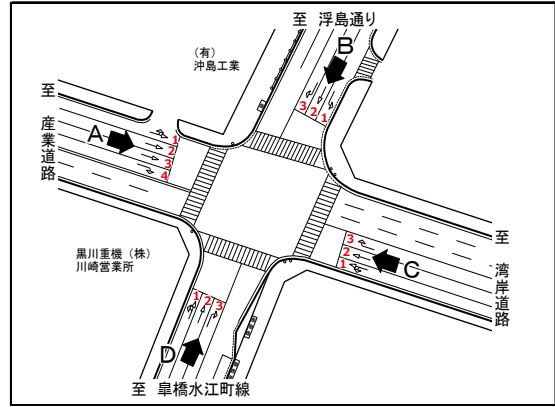 至 浮島通り
B
(有)
沖島工業
3
2
1
至
産
業
道
路
A
1
2
3
4
黒川重機(株)
川崎営業所
3
2
1
C
至
湾
岸
道
路
1
2
3
D
至 皐橋水江町線